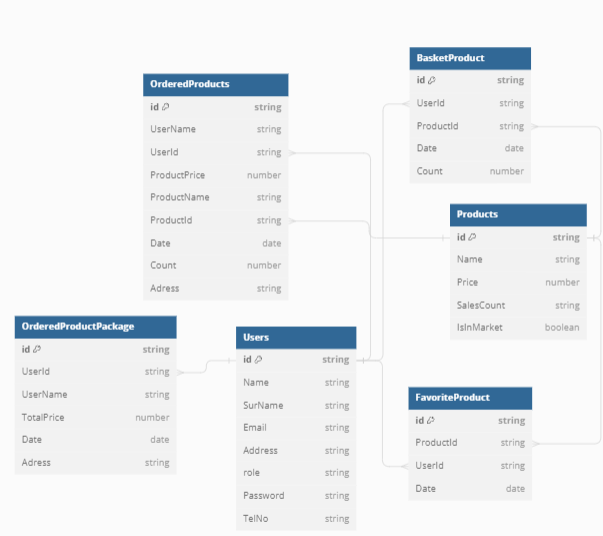 BasketProduct
id string
UserId string
ProductId string
Date date
Count number
OrderedProducts
id string
UserName string
UserId string
ProductPrice number
ProductName string
ProductId string
Date date
Count number
Adress string
Products
id string
Name string
Price number
SalesCount string
IsInMarket boolean
OrderedProductPackage
id string
UserId string
UserName string
TotalPrice number
Date date
Adress string
Users
id string
Name string
SurName string
Email string
Address string
role string
Password string
TelNo string
FavoriteProduct
id string
ProductId string
UserId string
Date date